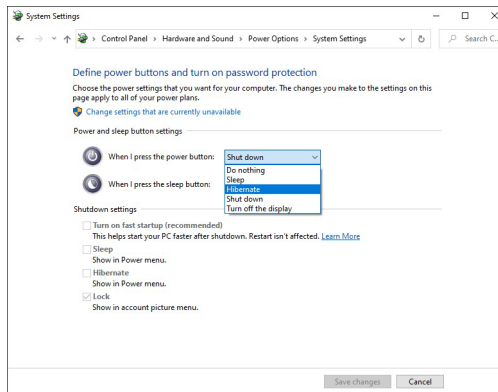 System Settings
Control Panel > Hardware and Sound > Power Options > System Settings
Search C...
Define power buttons and turn on password protection
Choose the power settings that you want for your computer. The changes you make to the settings on this
page apply to all of your power plans.
Change settings that are currently unavailable
Power and sleep button settings
When I press the power button:
Shut down
Do nothing
Sleep
Hibernate
Shut down
Turn off the display
When I press the sleep button:
Shutdown settings
Turn on fast startup (recommended)
This helps start your PC faster after shutdown. Restart isn't affected. Learn More
Sleep
Show in Power menu.
Hibernate
Show in Power menu.
Lock
Show in account picture menu.
Save changes
Cancel